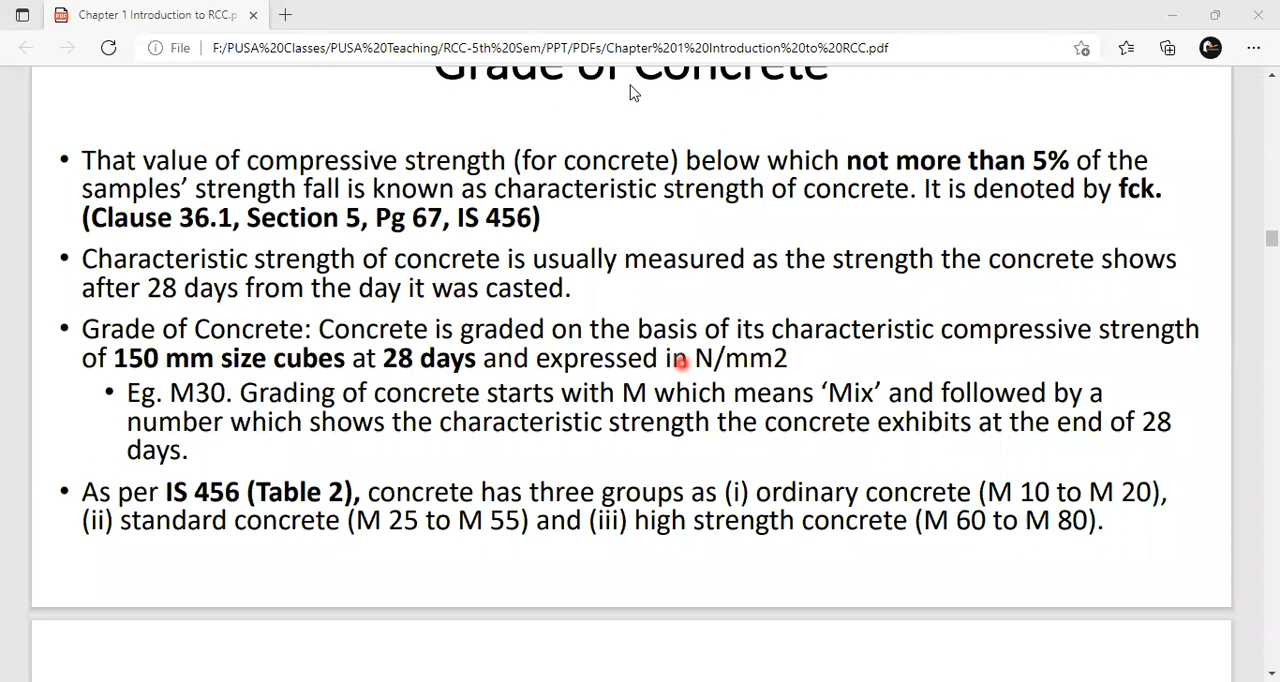 Chapter 1 Introduction to RCC.p
File
F:/PUSA%20Classes/PUSA%20Teaching/RCC-5th%20Sem/PPT/PDFs/Chapter%201%20Introduction%20to%20RCC.pdf
Grade of Concrete
• That value of compressive strength (for concrete) below which not more than 5% of the
samples’ strength fall is known as characteristic strength of concrete. It is denoted by fck.
(Clause 36.1, Section 5, Pg 67, IS 456)
• Characteristic strength of concrete is usually measured as the strength the concrete shows
after 28 days from the day it was casted.
• Grade of Concrete: Concrete is graded on the basis of its characteristic compressive strength
of 150 mm size cubes at 28 days and expressed in N/mm2
• Eg. M30. Grading of concrete starts with M which means ‘Mix’ and followed by a
number which shows the characteristic strength the concrete exhibits at the end of 28
days.
• As per IS 456 (Table 2), concrete has three groups as (i) ordinary concrete (M 10 to M 20),
(ii) standard concrete (M 25 to M 55) and (iii) high strength concrete (M 60 to M 80).